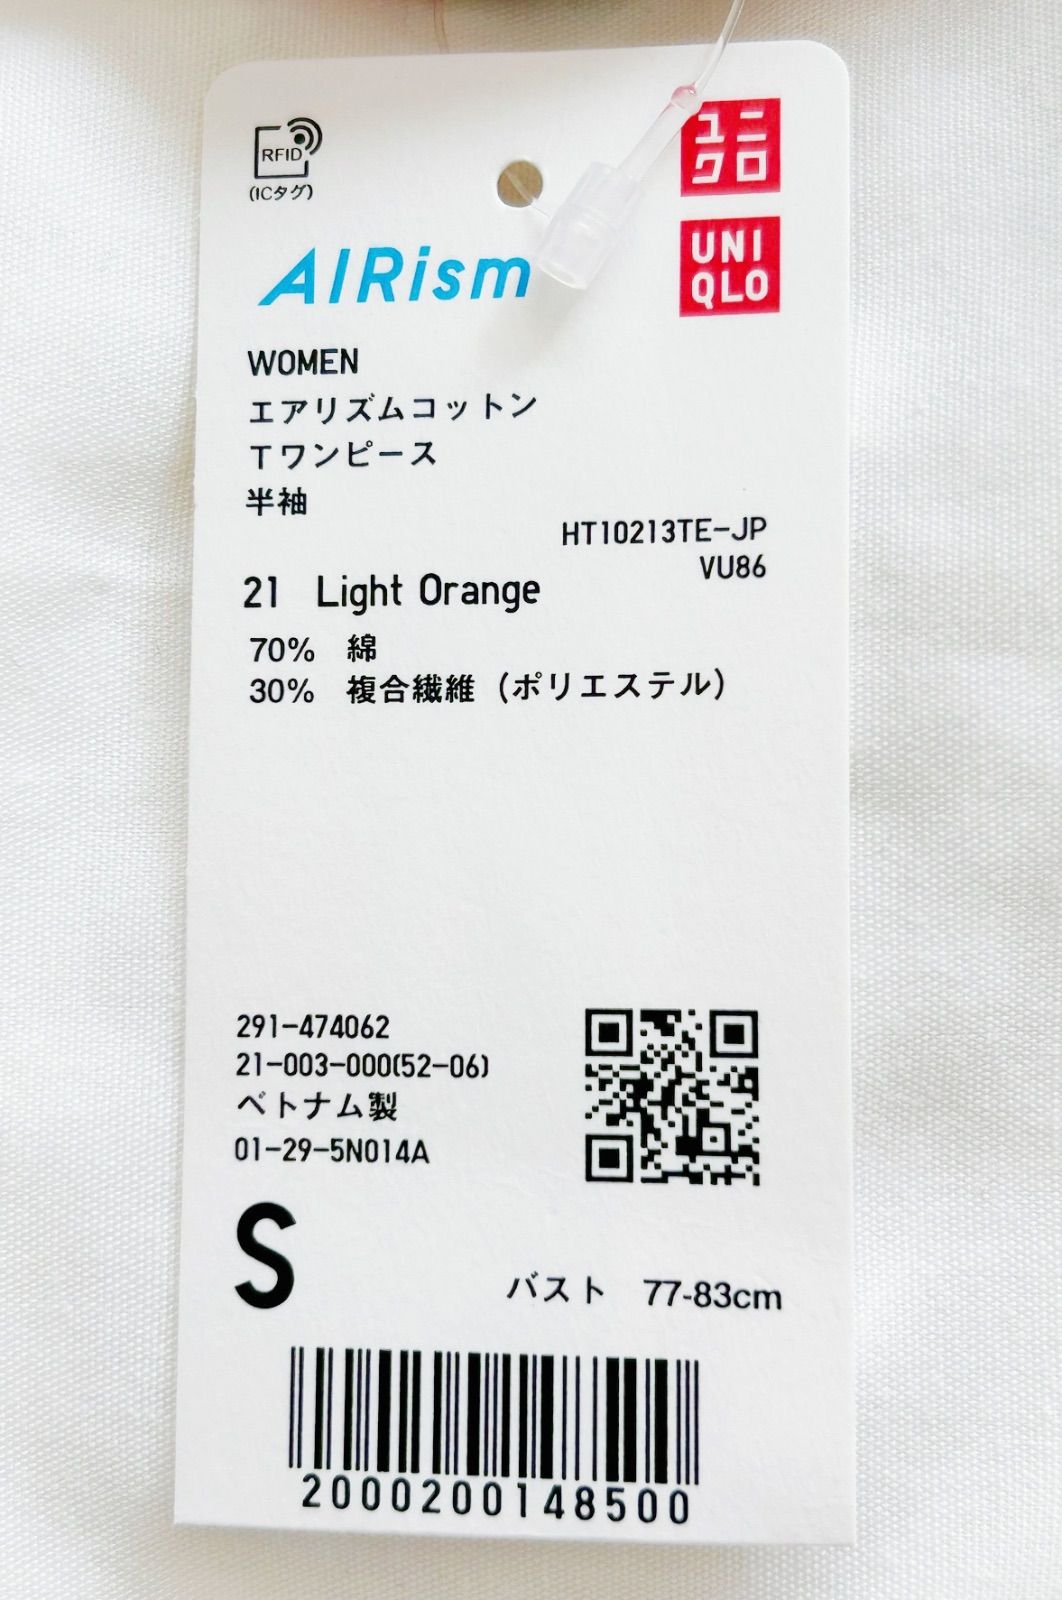 RFID
(ICタグ)
ユニ
クロ
AIRism
UNI
QLO
WOMEN
エアリズムコットン
Tワンピース
半袖
HT10213TE-JP
VU86
21 Light Orange
70% 綿
30% 複合繊維 (ポリエステル)
291-474062
21-003-000(52-06)
ベトナム製
01-29-5N014A
S
バスト 77-83cm
2000200148500